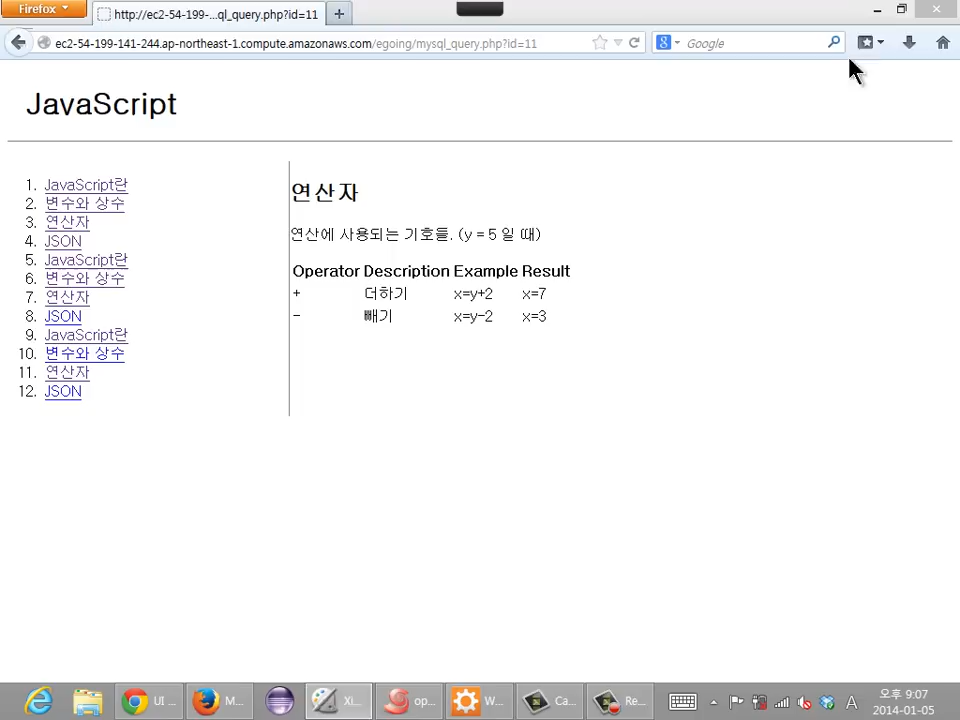 Firefox
http://ec2-54-199-...ql_query.php?id=11
ec2-54-199-141-244.ap-northeast-1.compute.amazonaws.com/egoing/mysql_query.php?id=11
8 Google
JavaScript
1. JavaScript란
2. 변수와 상수
3. 연산자
4. JSON
5. JavaScript란
6. 변수와 상수
7. 연산자
8. JSON
9. JavaScript란
10. 변수와 상수
11. 연산자
12. JSON
연산자
연산에 사용되는 기호들. (y = 5 일 때)
Operator Description Example Result
+ 더하기 x=y+2 x=7
- 빼기 x=y-2 x=3
UI ... M... Xi... op... W... Ca... Re... A 오후 9:07
2014-01-05